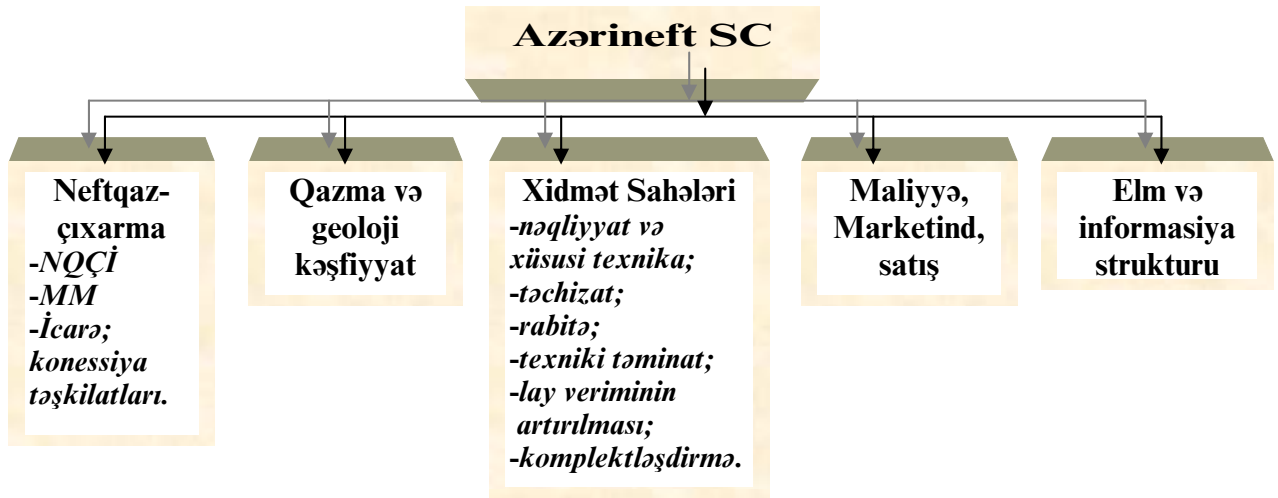 Azərineft SC
Neftqaz-
çıxarma
-NQÇİ
-MM
-İcarə;
konessiya
təşkilatları.
Qazma və
geoloji
kəşfiyyat
Xidmət Sahələri
-nəqliyyat və
xüsusi texnika;
-təchizat;
-rabitə;
-texniki təminat;
-lay veriminin
artırılması;
-komplektləşdirmə.
Maliyyə,
Marketind,
satış
Elm və
informasiya
strukturu